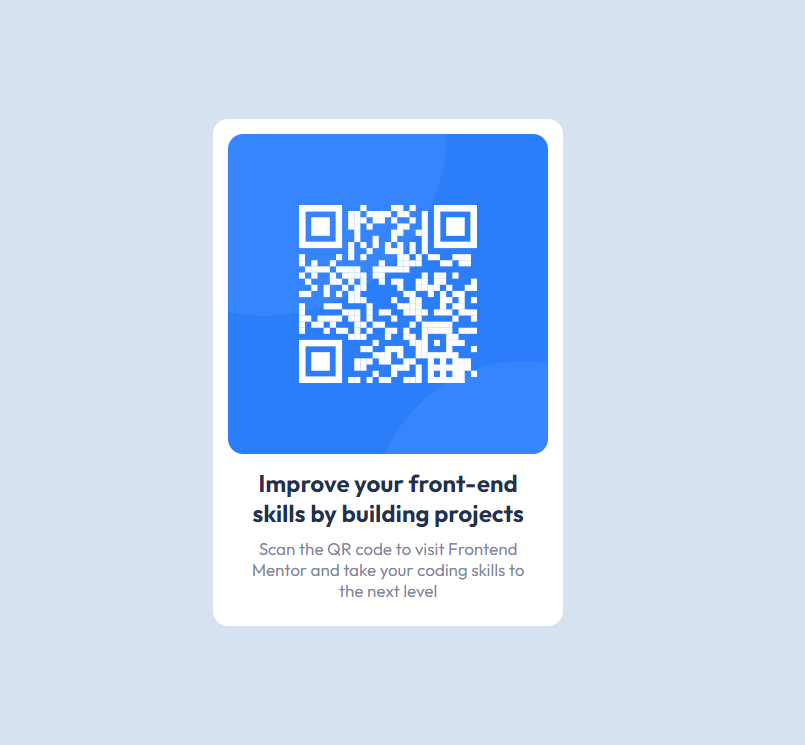 Improve your front-end
skills by building projects
Scan the QR code to visit Frontend
Mentor and take your coding skills to
the next level